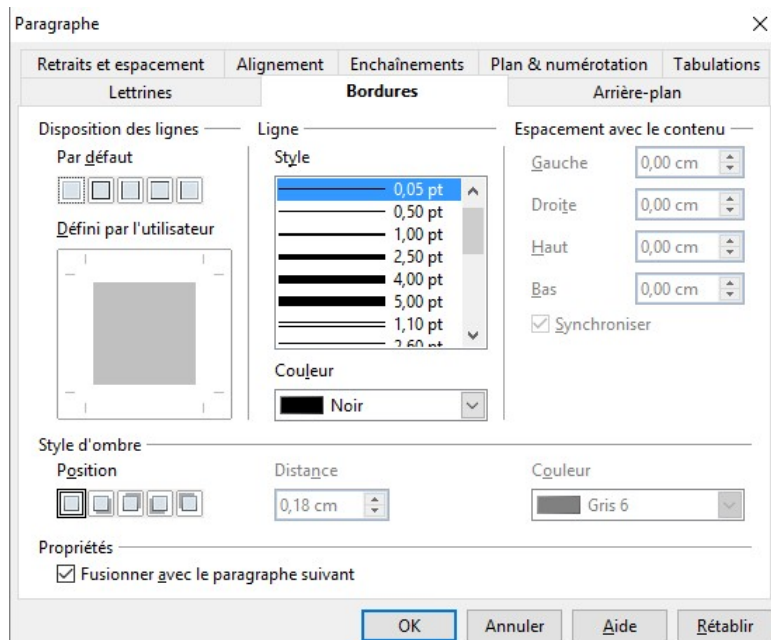 Paragraphe
Retraits et espacement Alignement Enchaînements Plan & numérotation Tabulations
Lettrines Bordures Arrière-plan
Disposition des lignes Ligne Espacement avec le contenu
Par défaut Style Gauche 0,00 cm
0,05 pt
0,50 pt Droite 0,00 cm
Défini par l'utilisateur 1,00 pt
2,50 pt Haut 0,00 cm
4,00 pt
5,00 pt Bas 0,00 cm
1,10 pt Synchroniser
2,60 pt
Couleur
Noir
Style d'ombre
Position Distance Couleur
0,18 cm Gris 6
Propriétés
Fusionner avec le paragraphe suivant
OK Annuler Aide Rétablir